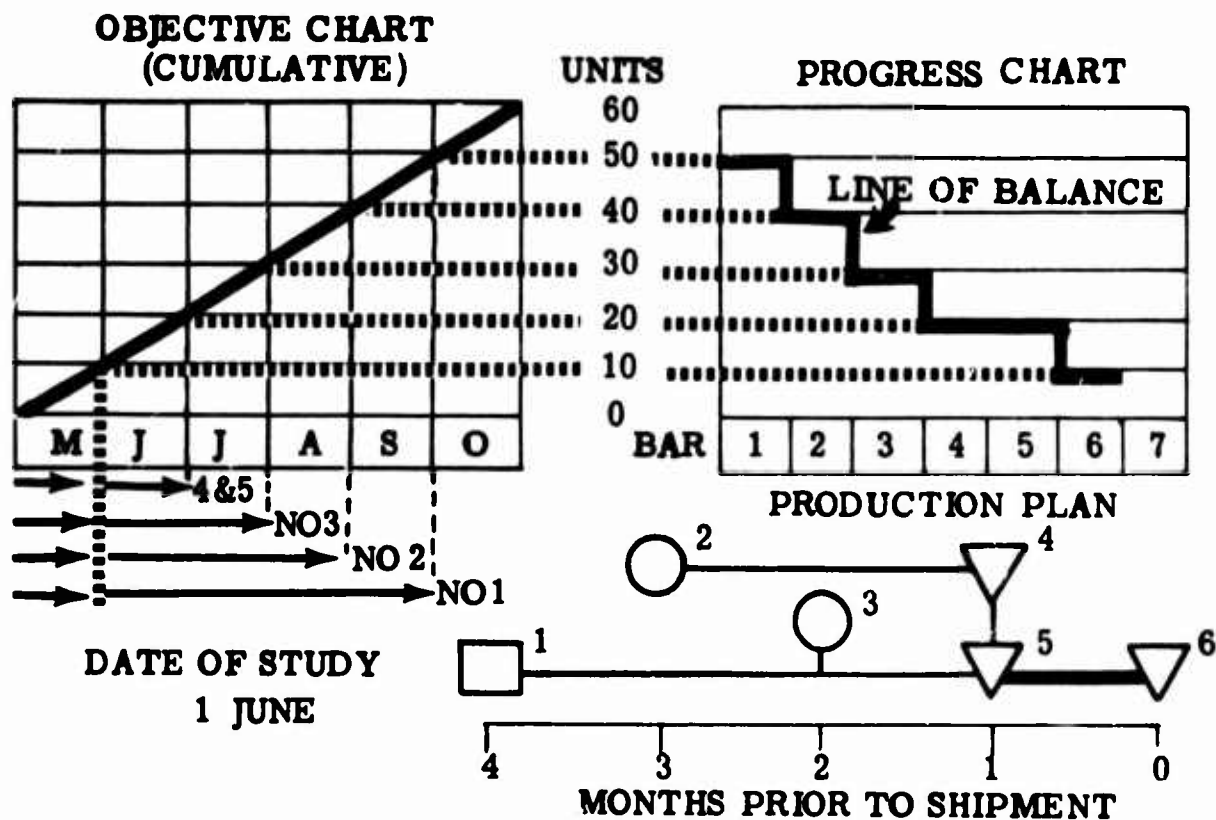 OBJECTIVE CHART
(CUMULATIVE)
UNITS
60
50
40
30
20
10
0
PROGRESS CHART
LINE OF BALANCE
M J J A S O
BAR 1 2 3 4 5 6 7
4&5
NO3
NO 2
NO1
DATE OF STUDY
1 JUNE
PRODUCTION PLAN
2 4
3
1 5 6
4 3 2 1 0
MONTHS PRIOR TO SHIPMENT